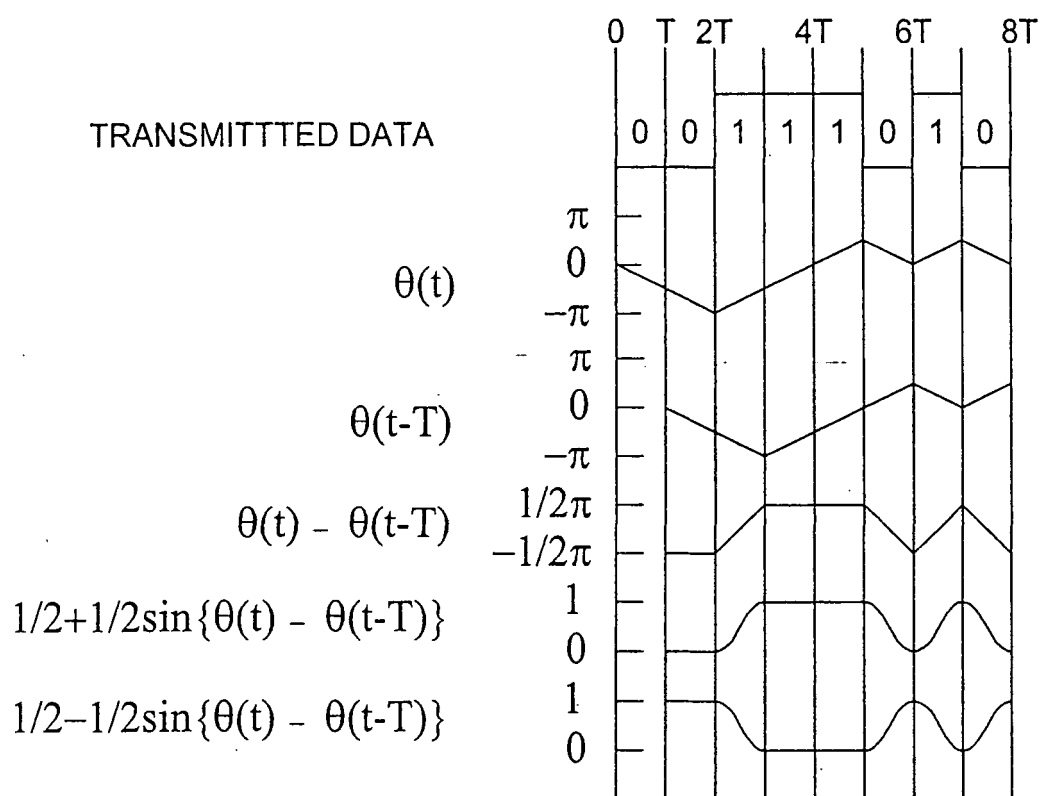 0 T 2T 4T 6T 8T
TRANSMITTTED DATA 0 0 1 1 1 0 1 0
π
θ(t) 0
−π
π
θ(t-T) 0
−π
θ(t) - θ(t-T) 1/2π
−1/2π
1/2+1/2sin{θ(t) - θ(t-T)} 1
0
1/2−1/2sin{θ(t) - θ(t-T)} 1
0